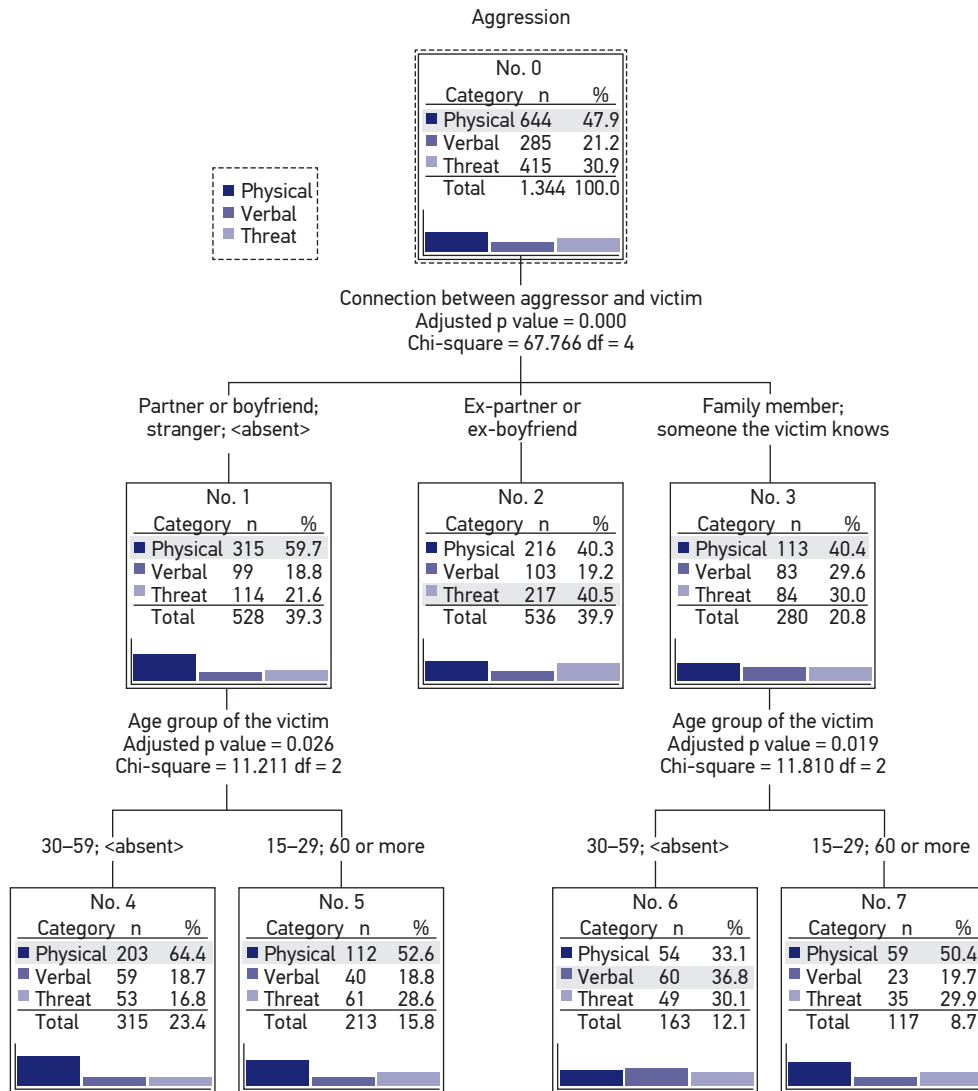 Aggression
No. 0
Category n %
Physical 644 47.9
Verbal 285 21.2
Threat 415 30.9
Total 1.344 100.0
Physical
Verbal
Threat
Connection between aggressor and victim
Adjusted p value = 0.000
Chi-square = 67.766 df = 4
Partner or boyfriend;
stranger; <absent>
Ex-partner or
ex-boyfriend
Family member;
someone the victim knows
No. 1
Category n %
Physical 315 59.7
Verbal 99 18.8
Threat 114 21.6
Total 528 39.3
No. 2
Category n %
Physical 216 40.3
Verbal 103 19.2
Threat 217 40.5
Total 536 39.9
No. 3
Category n %
Physical 113 40.4
Verbal 83 29.6
Threat 84 30.0
Total 280 20.8
Age group of the victim
Adjusted p value = 0.026
Chi-square = 11.211 df = 2
Age group of the victim
Adjusted p value = 0.019
Chi-square = 11.810 df = 2
30–59; <absent>
15–29; 60 or more
30–59; <absent>
15–29; 60 or more
No. 4
Category n %
Physical 203 64.4
Verbal 59 18.7
Threat 53 16.8
Total 315 23.4
No. 5
Category n %
Physical 112 52.6
Verbal 40 18.8
Threat 61 28.6
Total 213 15.8
No. 6
Category n %
Physical 54 33.1
Verbal 60 36.8
Threat 49 30.1
Total 163 12.1
No. 7
Category n %
Physical 59 50.4
Verbal 23 19.7
Threat 35 29.9
Total 117 8.7